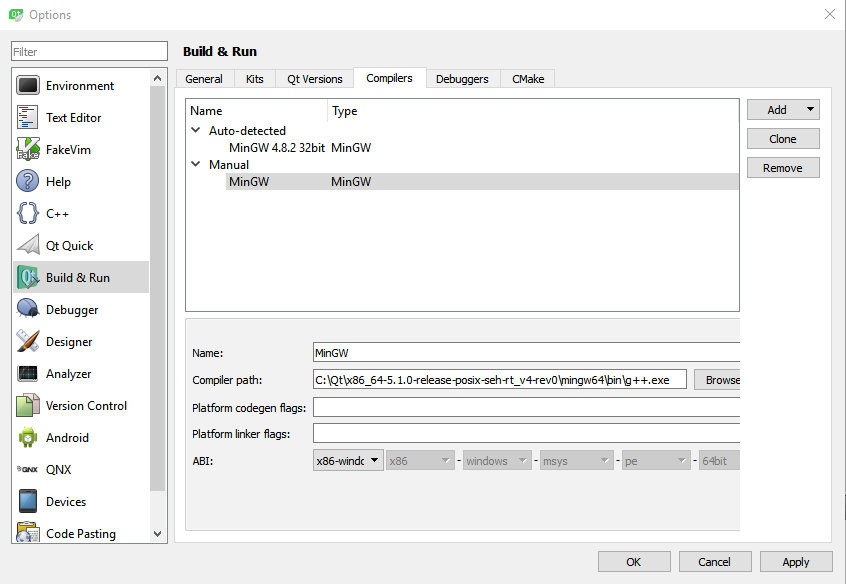 Options
Filter
Build & Run
Environment
Text Editor
FakeVim
Help
C++
Qt Quick
Build & Run
Debugger
Designer
Analyzer
Version Control
Android
QNX
Devices
Code Pasting
General Kits Qt Versions Compilers Debuggers CMake
Name Type
Auto-detected
MinGW 4.8.2 32bit MinGW
Manual
MinGW MinGW
Add
Clone
Remove
Name: MinGW
Compiler path: C:\Qt\x86_64-5.1.0-release-posix-seh-rt_v4-rev0\mingw64\bin\g++.exe Browse
Platform codegen flags:
Platform linker flags:
ABI: x86-windo x86 - windows - msys - pe - 64bit
OK Cancel Apply